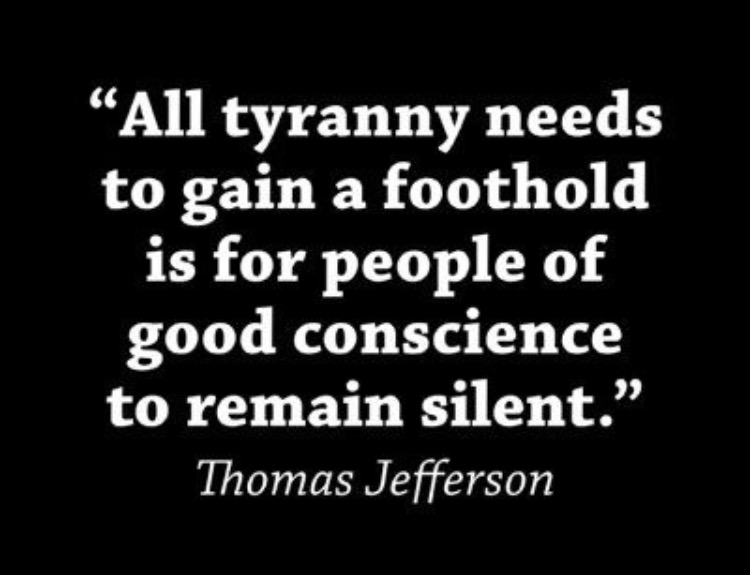 “All tyranny needs
to gain a foothold
is for people of
good conscience
to remain silent.”
Thomas Jefferson